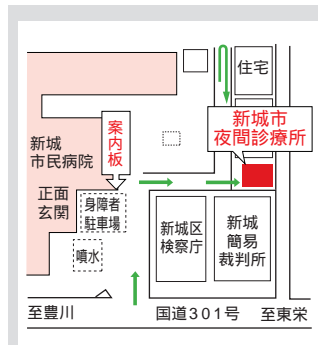 住宅
新城市
夜間診療所
案内板
新城
市民病院
正面
玄関
身障者
駐車場
噴水
新城区
検察庁
新城
簡易
裁判所
至豊川
国道301号
至東栄